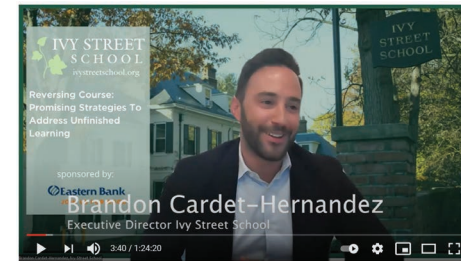 IVY STREET
SCHOOL
ivystreetschool.org
Reversing Course:
Promising Strategies To
Address Unfinished
Learning
sponsored by:
Eastern Bank
IVY
STREET
SCHOOL
Brandon Cardet-Hernandez
Executive Director Ivy Street School
3:40 / 1:24:20